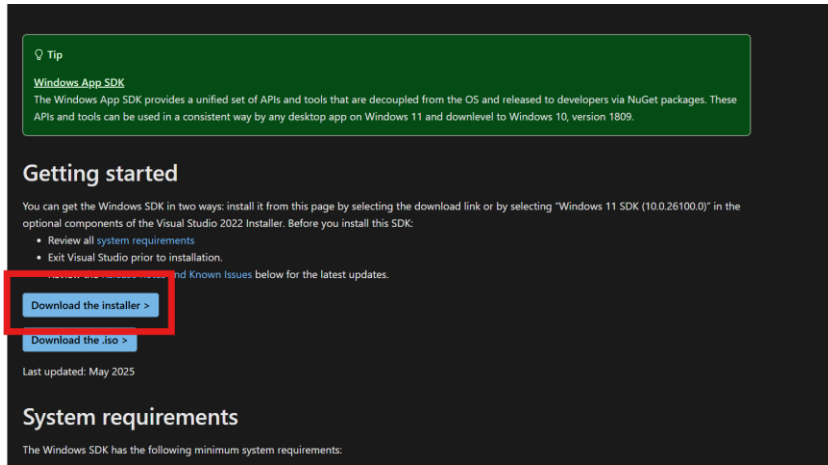 Tip
Windows App SDK
The Windows App SDK provides a unified set of APIs and tools that are decoupled from the OS and released to developers via NuGet packages. These
APIs and tools can be used in a consistent way by any desktop app on Windows 11 and downlevel to Windows 10, version 1809.
Getting started
You can get the Windows SDK in two ways: install it from this page by selecting the download link or by selecting "Windows 11 SDK (10.0.26100.0)" in the
optional components of the Visual Studio 2022 Installer. Before you install this SDK:
• Review all system requirements
• Exit Visual Studio prior to installation.
and Known Issues below for the latest updates.
Download the installer >
Download the .iso >
Last updated: May 2025
System requirements
The Windows SDK has the following minimum system requirements: